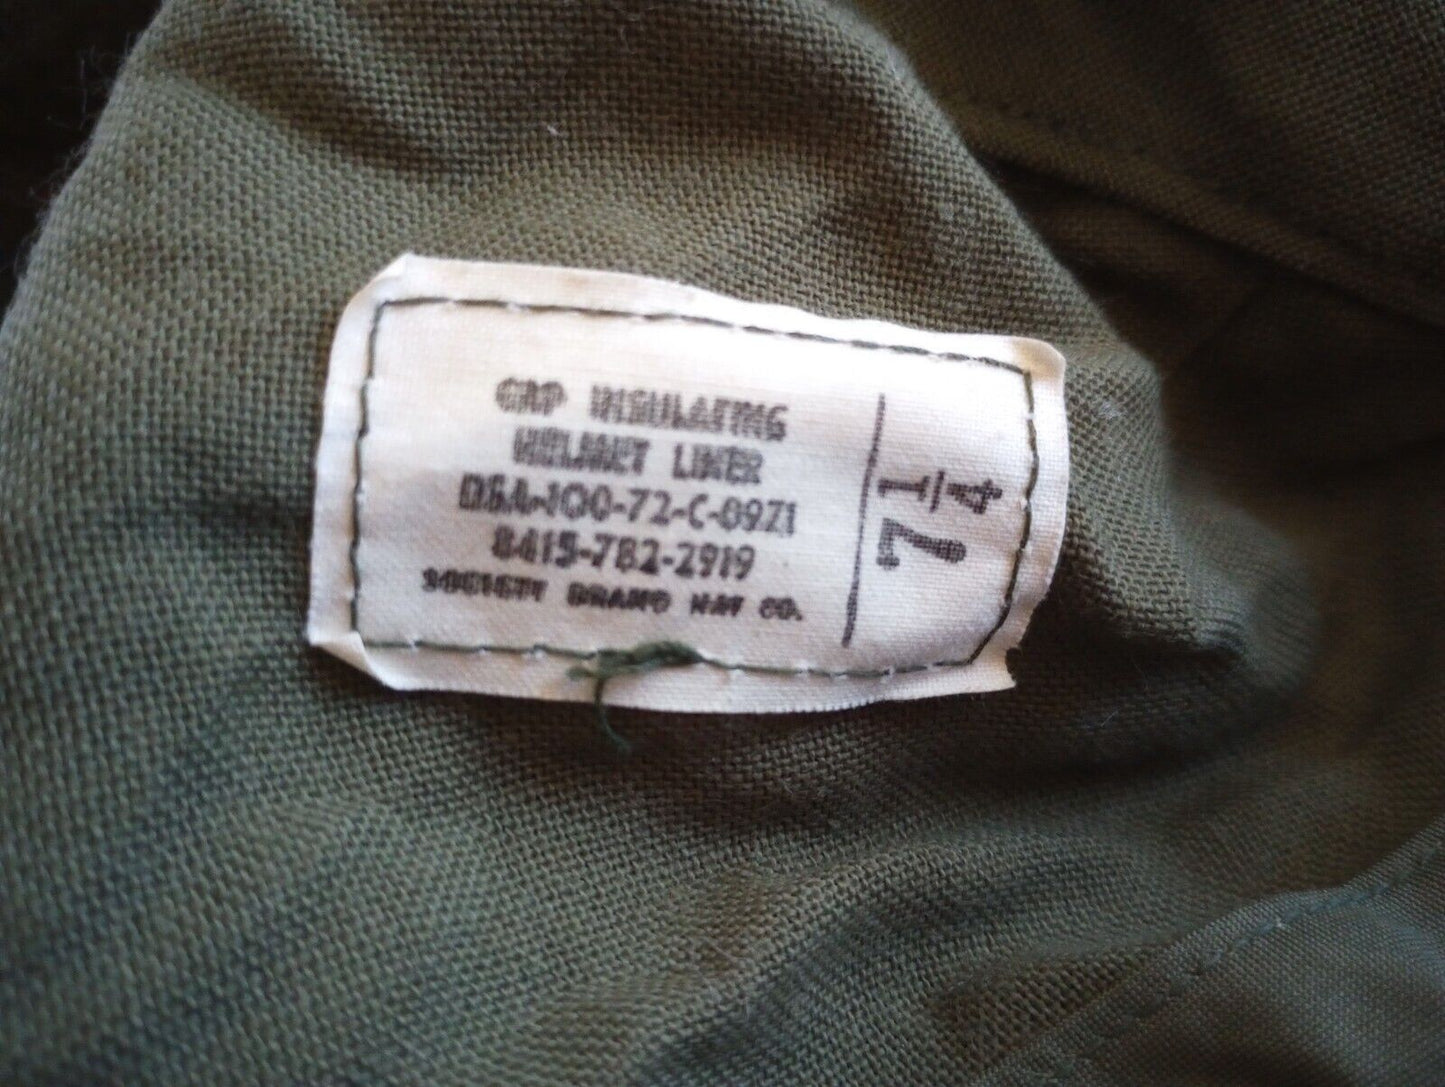 CAP INSULATING
HELMET LINER
DSA-100-72-C-0971
8415-782-2919
SOCIETY BRAND HAT CO.
7 1/4